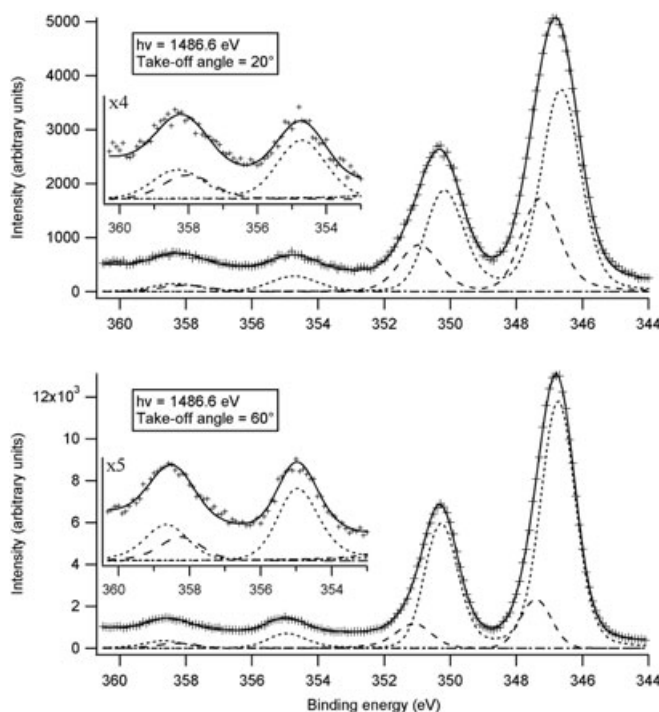 5000
4000
3000
2000
1000
0
Intensity (arbitrary units)
hν = 1486.6 eV
Take-off angle = 20°
x4
360 358 356 354
360 358 356 354 352 350 348 346 344
12x10³
10
8
6
4
2
0
Intensity (arbitrary units)
hν = 1486.6 eV
Take-off angle = 60°
x5
360 358 356 354
360 358 356 354 352 350 348 346 344
Binding energy (eV)